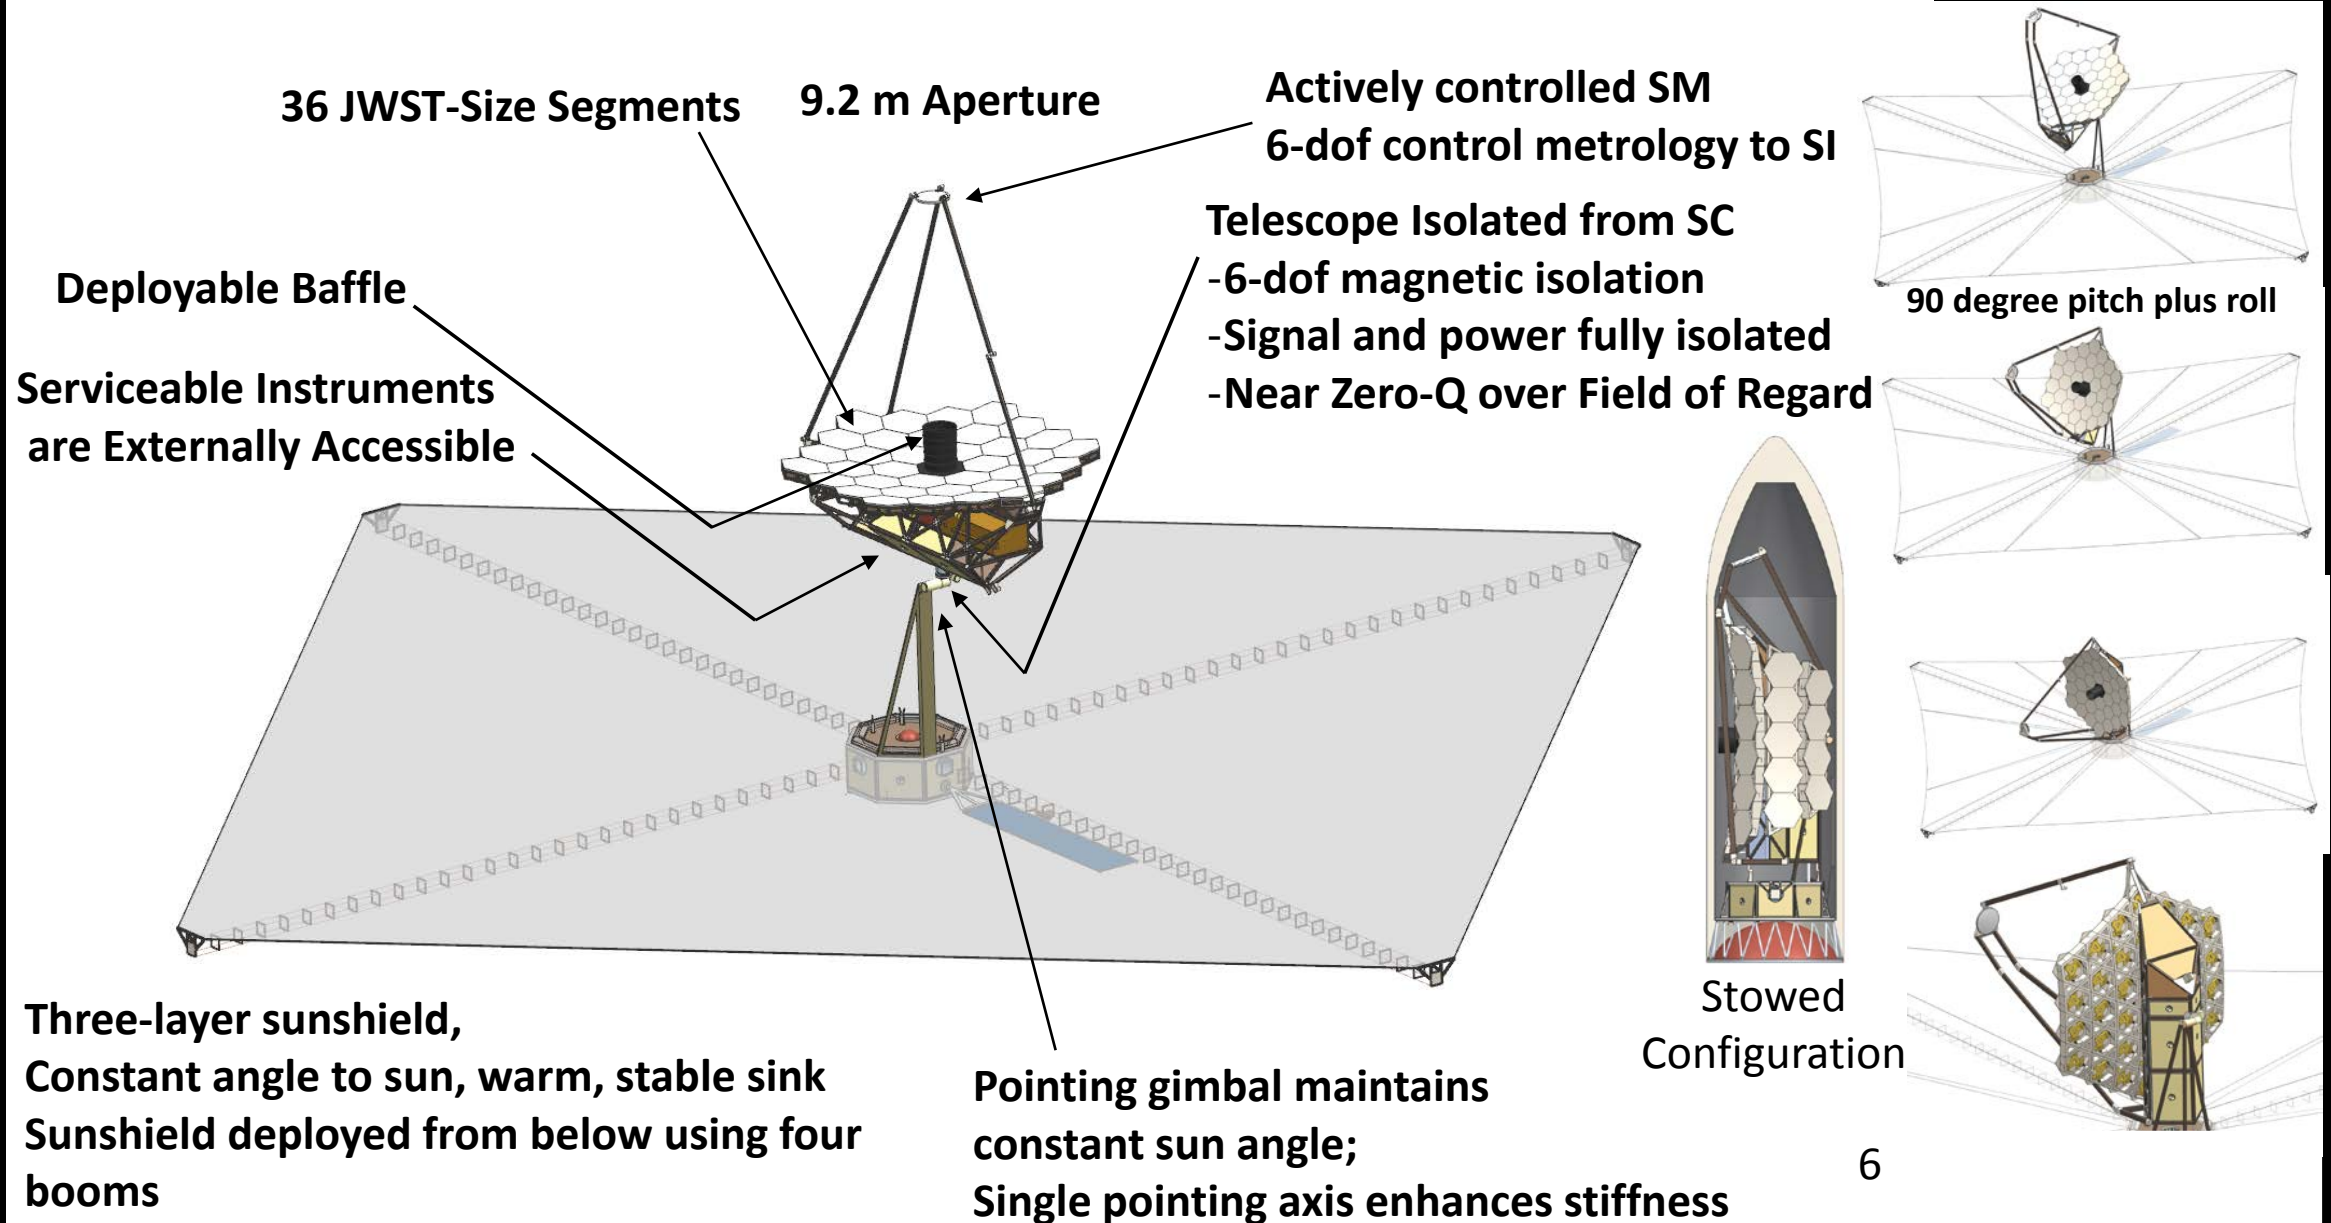 36 JWST-Size Segments
9.2 m Aperture
Actively controlled SM
6-dof control metrology to SI
Telescope Isolated from SC
-6-dof magnetic isolation
-Signal and power fully isolated
-Near Zero-Q over Field of Regard
Deployable Baffle
Serviceable Instruments
are Externally Accessible
90 degree pitch plus roll
Stowed
Configuration
Three-layer sunshield,
Constant angle to sun, warm, stable sink
Sunshield deployed from below using four
booms
Pointing gimbal maintains
constant sun angle;
Single pointing axis enhances stiffness
6